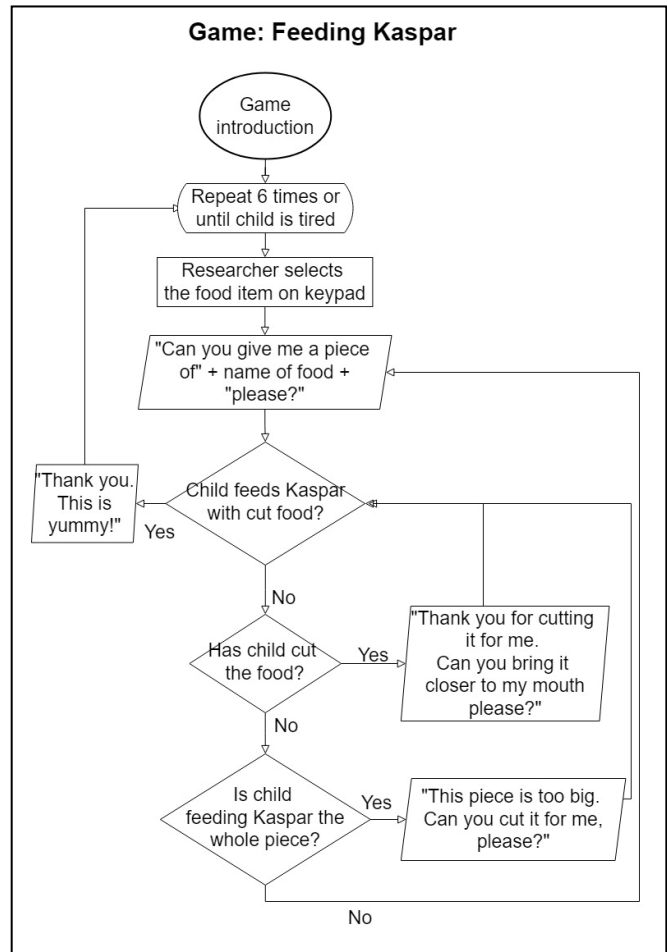 Game: Feeding Kaspar
Game
introduction
Repeat 6 times or
until child is tired
Researcher selects
the food item on keypad
"Can you give me a piece
of" + name of food +
"please?"
Child feeds Kaspar
with cut food?
Yes
"Thank you.
This is
yummy!"
No
Has child cut
the food?
Yes
"Thank you for cutting
it for me.
Can you bring it
closer to my mouth
please?"
No
Is child
feeding Kaspar the
whole piece?
Yes
"This piece is too big.
Can you cut it for me,
please?"
No